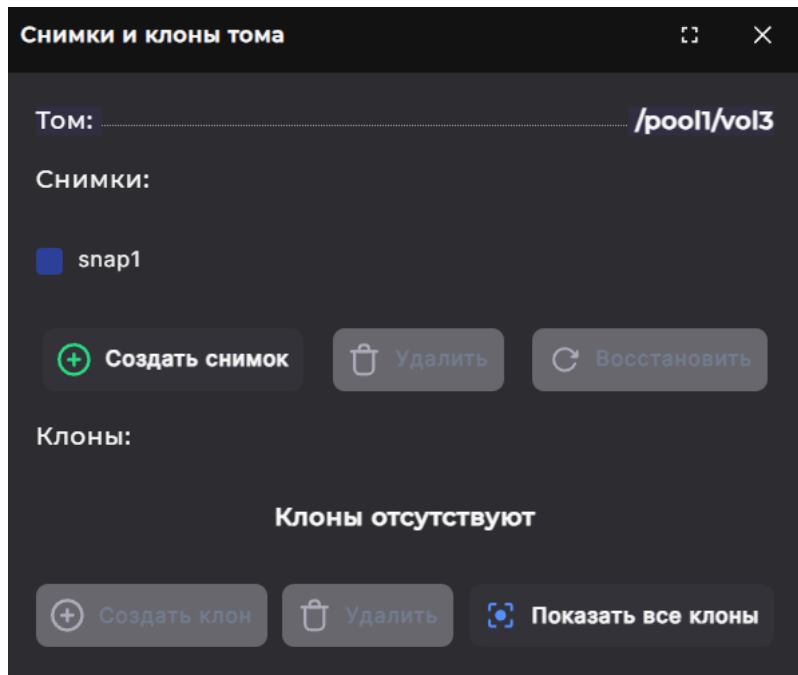 Снимки и клоны тома
Том: /pool1/vol3
Снимки:
snap1
Создать снимок Удалить Восстановить
Клоны:
Клоны отсутствуют
Создать клон Удалить Показать все клоны